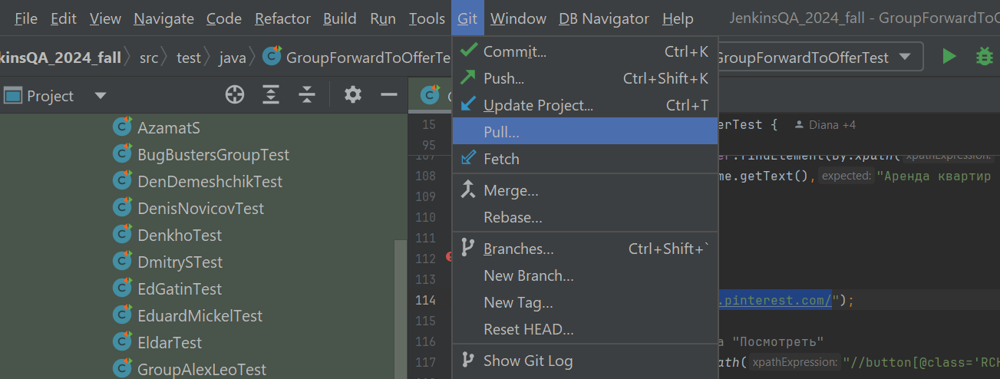 File Edit View Navigate Code Refactor Build Run Tools Git Window DB Navigator Help JenkinsQA_2024_fall - GroupForwardToO
kinsQA_2024_fall src test java GroupForwardToOfferTe GroupForwardToOfferTest
Project
AzamatS
BugBustersGroupTest
DenDemeshchikTest
DenisNovicovTest
DenkhoTest
DmitrySTest
EdGatinTest
EduardMickelTest
EldarTest
GroupAlexLeoTest
Commit... Ctrl+K
Push... Ctrl+Shift+K
Update Project... Ctrl+T
Pull...
Fetch
Merge...
Rebase...
Branches... Ctrl+Shift+`
New Branch...
New Tag...
Reset HEAD...
Show Git Log
15 erTest { Diana +4
95
107 er.findElement(By.xpath( xpathExpression:
108 me.getText(), expected: "Аренда квартир
109
110
111
112
113
114 .pinterest.com/");
115
116 а "Посмотреть"
117 path( xpathExpression: "//button[@class='RCH